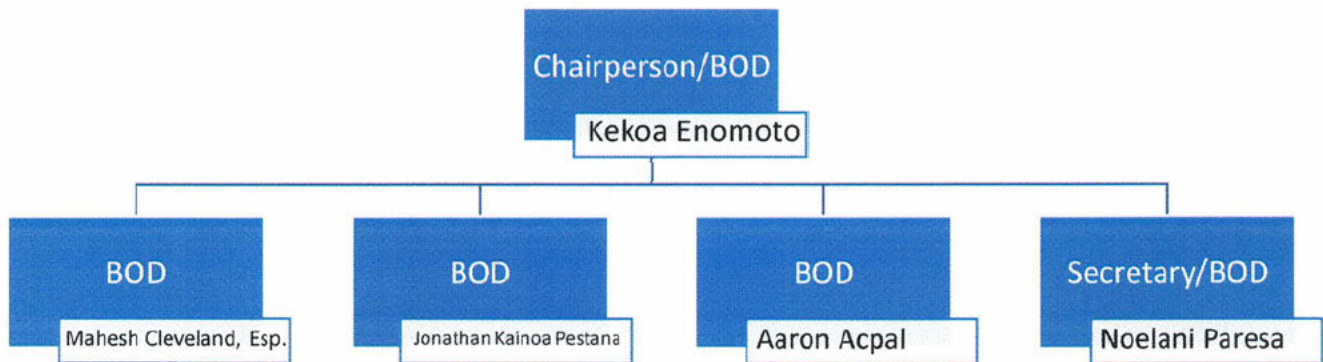 Chairperson/BOD
Kekoa Enomoto
BOD
Mahesh Cleveland, Esp.
BOD
Jonathan Kainoa Pestana
BOD
Aaron Acpal
Secretary/BOD
Noelani Paresa